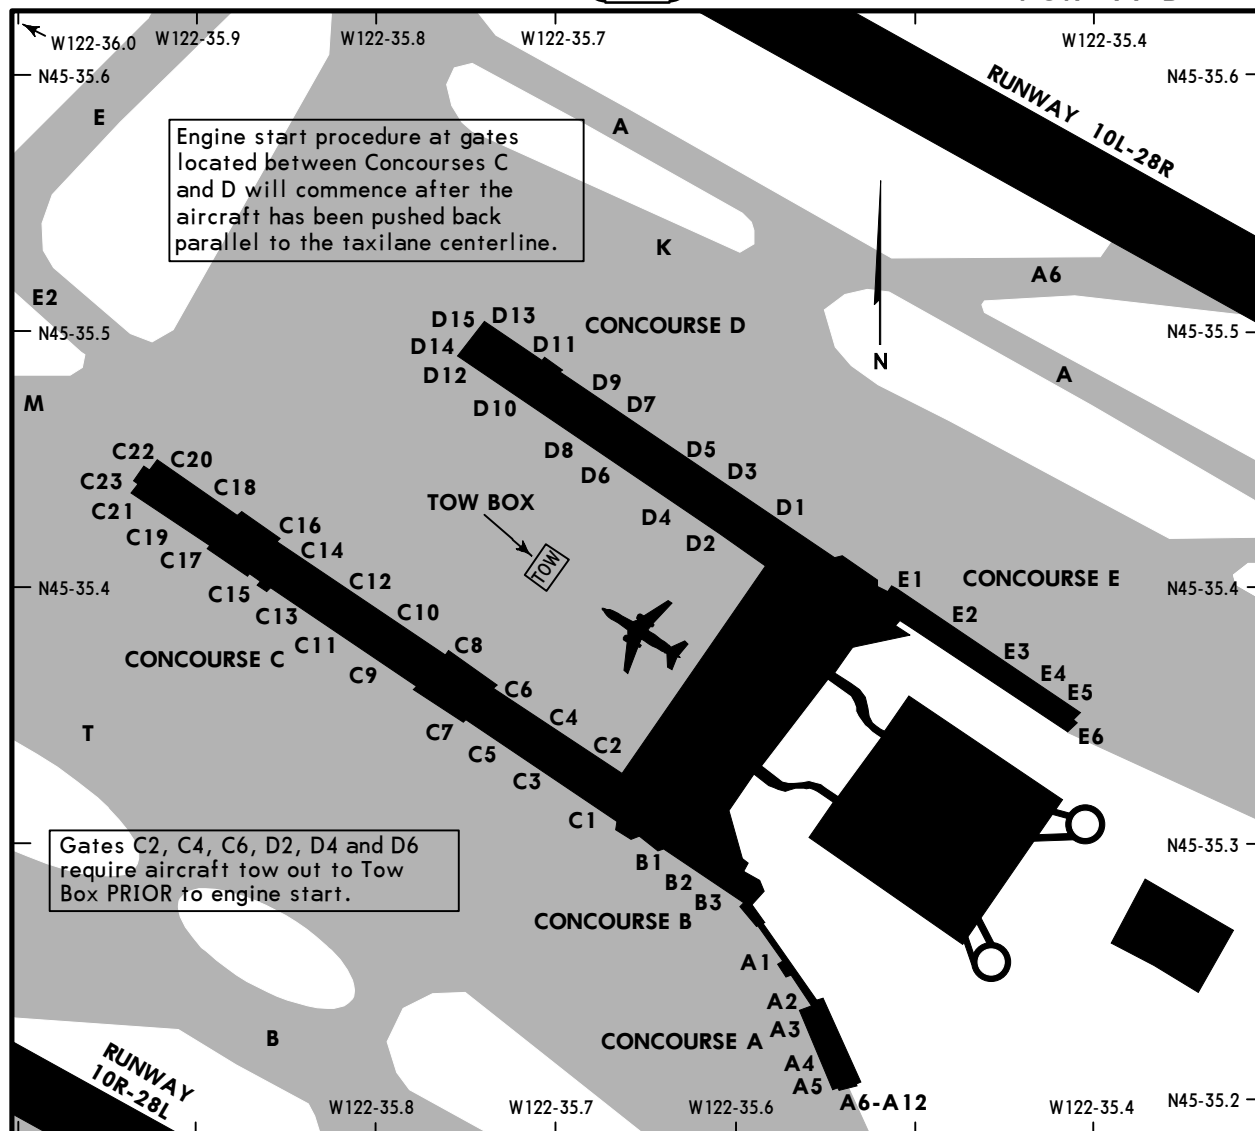 W122-36.0
W122-35.9
W122-35.8
W122-35.7
W122-35.4
N45-35.6
N45-35.6
RUNWAY 10L-28R
E
A
Engine start procedure at gates
located between Concourses C
and D will commence after the
aircraft has been pushed back
parallel to the taxilane centerline.
K
A6
E2
N45-35.5
N45-35.5
D15
D13
CONCOURSE D
D14
D11
N
A
D12
D9
M
D10
D7
C22
C20
D8
D5
C23
D6
D3
C18
TOW BOX
D1
C21
C16
D4
C19
C14
D2
C17
TOW
N45-35.4
N45-35.4
C15
C12
E1
CONCOURSE E
C13
C10
E2
C11
C8
E3
CONCOURSE C
C9
C6
E4
E5
C7
C4
E6
T
C5
C2
C3
C1
Gates C2, C4, C6, D2, D4 and D6
require aircraft tow out to Tow
Box PRIOR to engine start.
N45-35.3
B1
B2
B3
CONCOURSE B
A1
A2
B
A3
CONCOURSE A
A4
A5
A6-A12
RUNWAY
10R-28L
W122-35.8
W122-35.7
W122-35.6
W122-35.4
N45-35.2